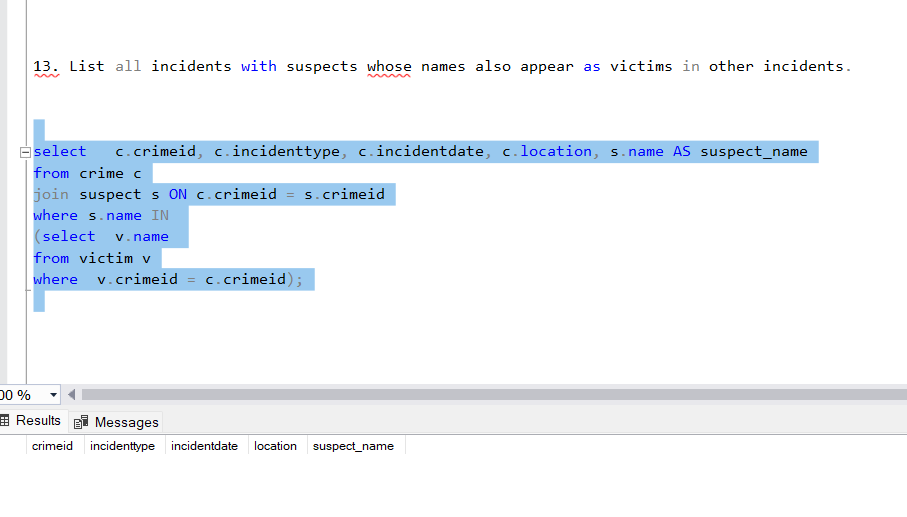 13. List all incidents with suspects whose names also appear as victims in other incidents.
select   c.crimeid, c.incidenttype, c.incidentdate, c.location, s.name AS suspect_name
from crime c
join suspect s ON c.crimeid = s.crimeid
where s.name IN
(select  v.name
from victim v
where  v.crimeid = c.crimeid);
00 %
Results Messages
crimeid incidenttype incidentdate location suspect_name